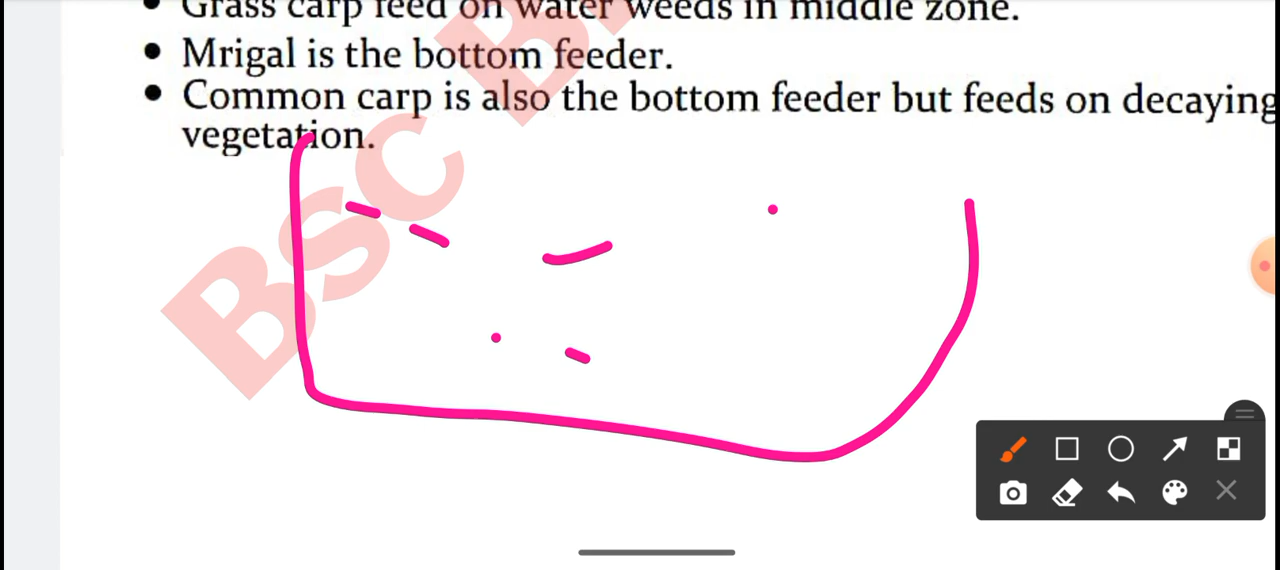 Grass carp feed on water weeds in middle zone.
Mrigal is the bottom feeder.
Common carp is also the bottom feeder but feeds on decaying
vegetation.
BSC B